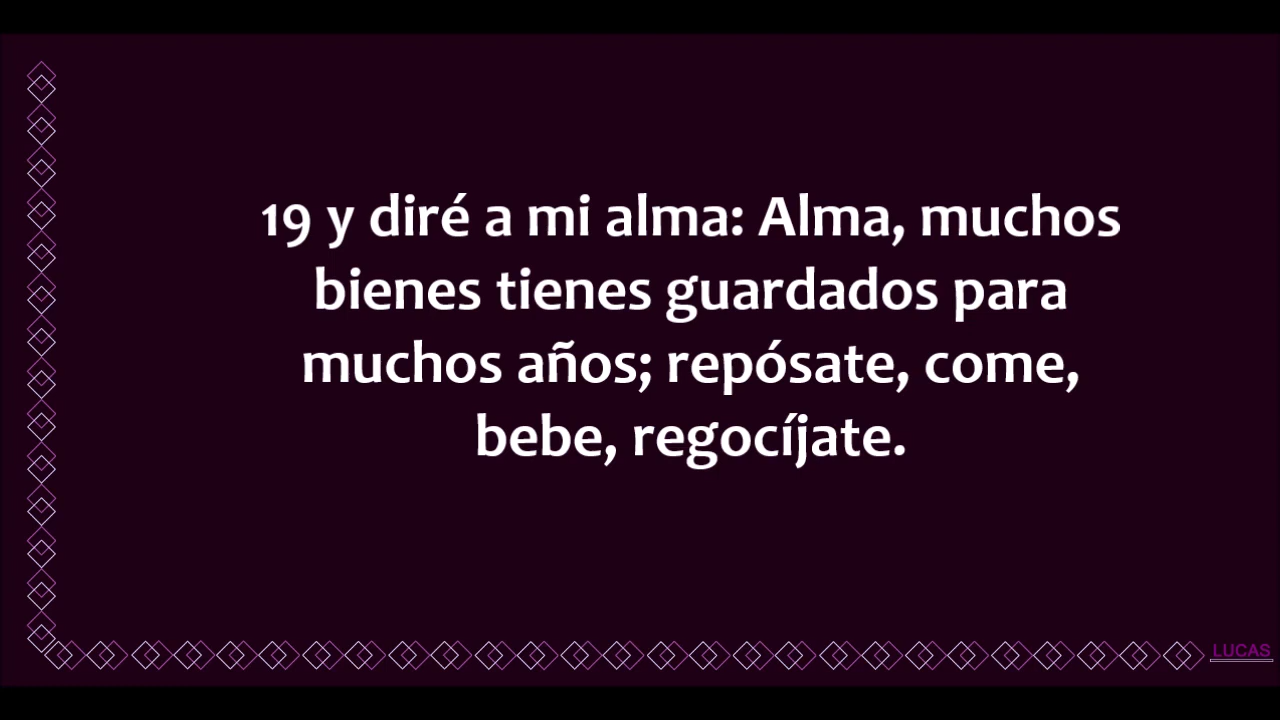 19 y diré a mi alma: Alma, muchos
bienes tienes guardados para
muchos años; repósate, come,
bebe, regocíjate.
LUCAS